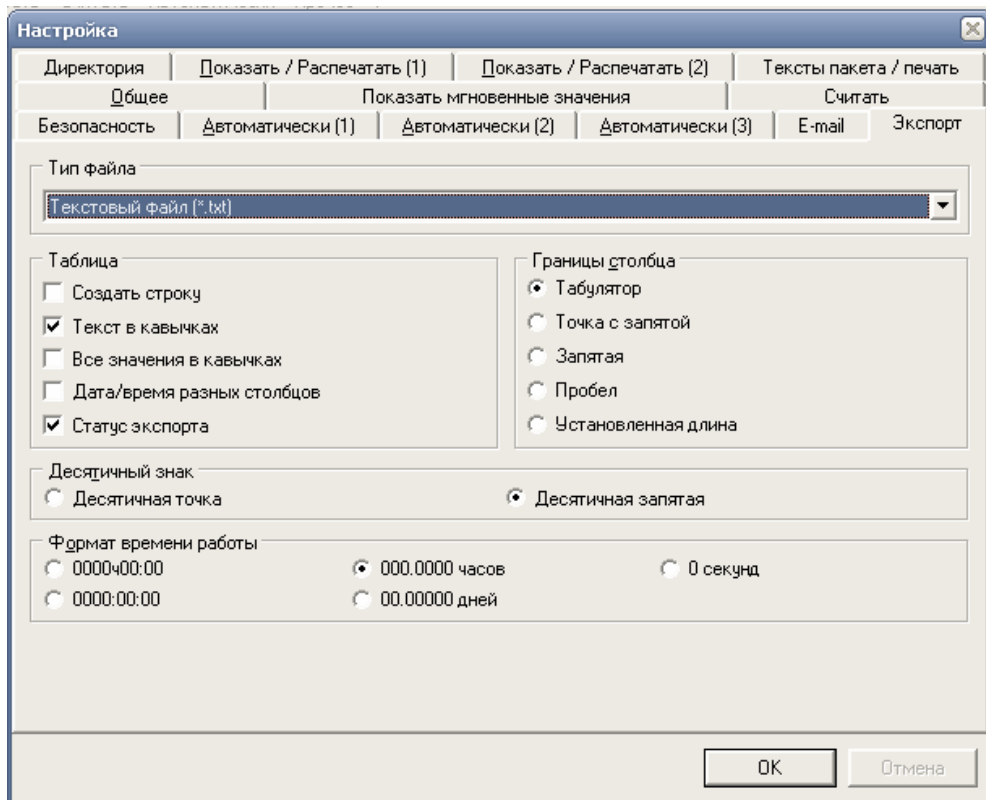 Настройка
Директория
Показать / Распечатать (1)
Показать / Распечатать (2)
Тексты пакета / печать
Общее
Показать мгновенные значения
Считать
Безопасность
Автоматически (1)
Автоматически (2)
Автоматически (3)
E-mail
Экспорт
Тип файла
Текстовый файл (*.txt)
Таблица
Создать строку
Текст в кавычках
Все значения в кавычках
Дата/время разных столбцов
Статус экспорта
Границы столбца
Табулятор
Точка с запятой
Запятая
Пробел
Установленная длина
Десятичный знак
Десятичная точка
Десятичная запятая
Формат времени работы
0000ч00:00
000.0000 часов
0 секунд
0000:00:00
00.00000 дней
OK
Отмена